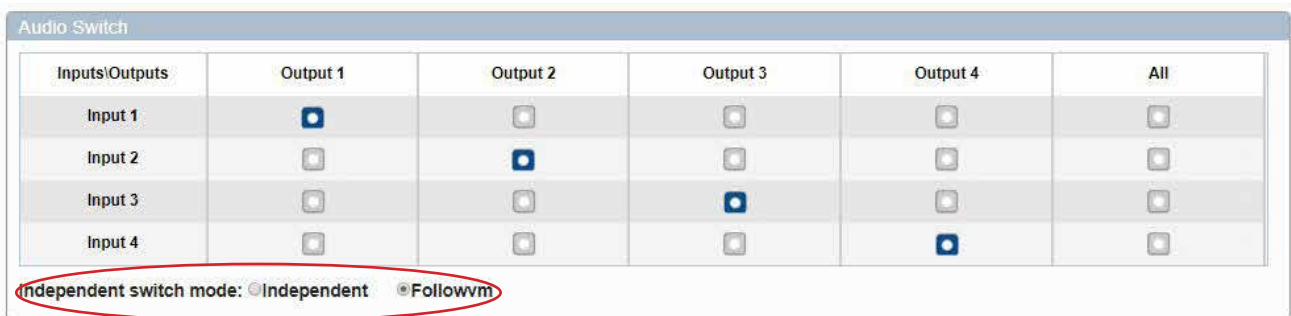 Audio Switch
Inputs\Outputs Output 1 Output 2 Output 3 Output 4 All
Input 1
Input 2
Input 3
Input 4
Independent switch mode: Independent Followvm